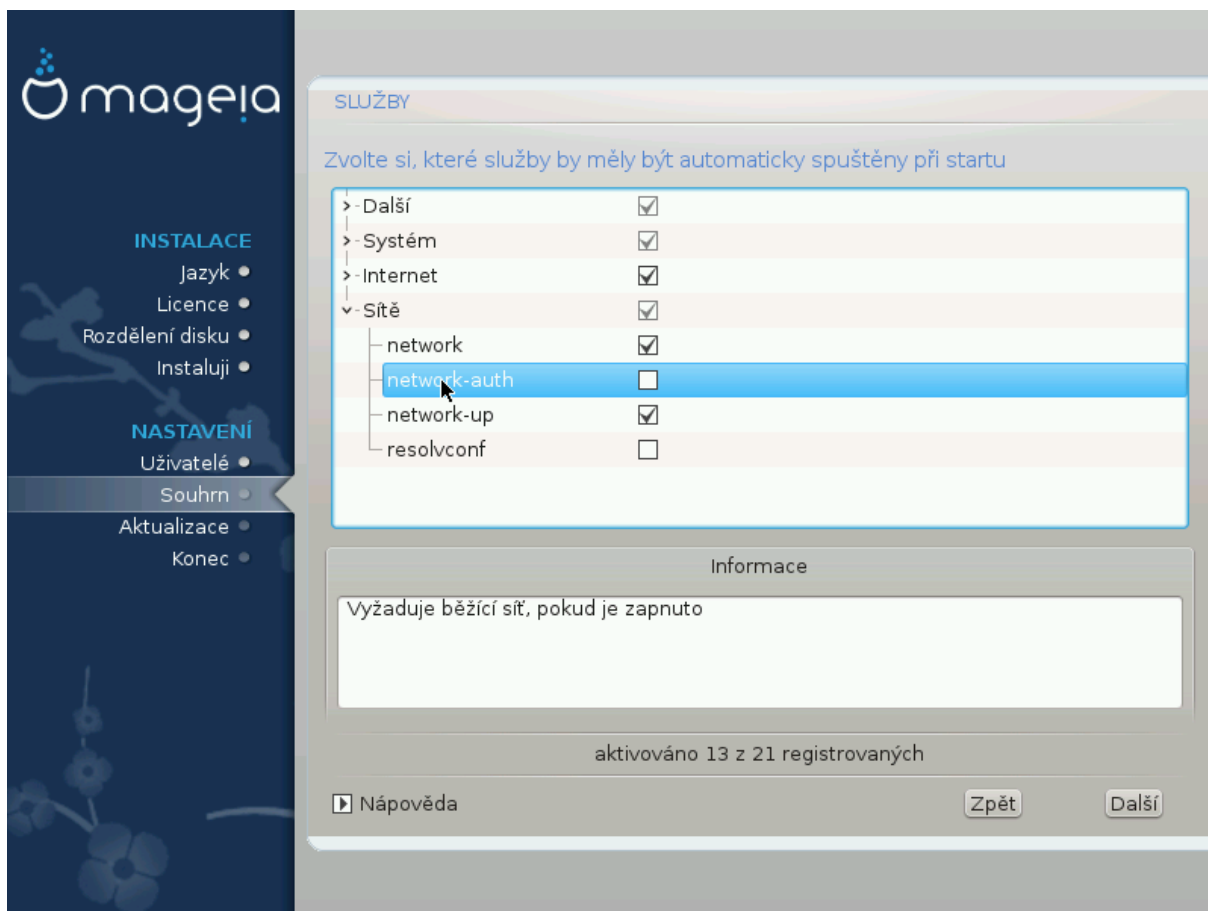 mageia
INSTALACE
Jazyk
Licence
Rozdělení disku
Instaluji
NASTAVENÍ
Uživatelé
Souhrn
Aktualizace
Konec
SLUŽBY
Zvolte si, které služby by měly být automaticky spuštěny při startu
Další
Systém
Internet
Sítě
network
network-auth
network-up
resolvconf
Informace
Vyžaduje běžící síť, pokud je zapnuto
aktivováno 13 z 21 registrovaných
Nápověda
Zpět
Další